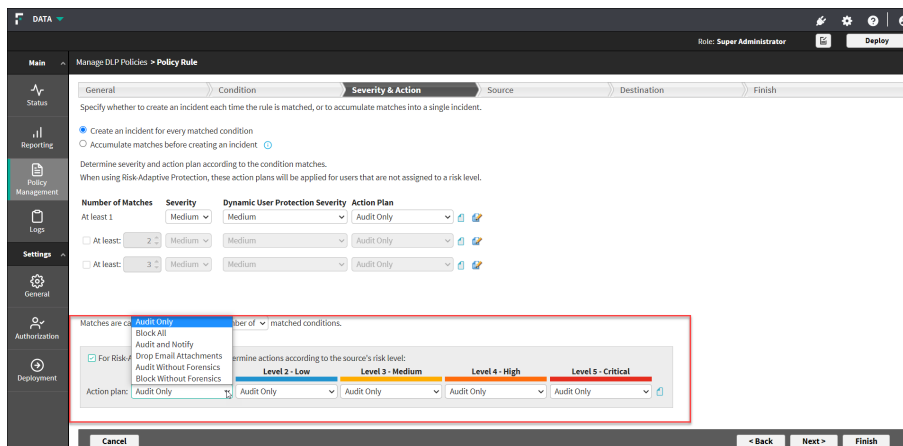 DATA
Role: Super Administrator
Deploy
Main
Manage DLP Policies > Policy Rule
Status
Reporting
Policy Management
Logs
Settings
General
Authorization
Deployment
General Condition Severity & Action Source Destination Finish
Specify whether to create an incident each time the rule is matched, or to accumulate matches into a single incident.
Create an incident for every matched condition
Accumulate matches before creating an incident
Determine severity and action plan according to the condition matches.
When using Risk-Adaptive Protection, these action plans will be applied for users that are not assigned to a risk level.
Number of Matches Severity Dynamic User Protection Severity Action Plan
At least 1 Medium Medium Audit Only
At least: 2 Medium Medium Audit Only
At least: 3 Medium Medium Audit Only
Matches are ca
of matched conditions.
Audit Only
Block All
Audit and Notify
Drop Email Attachments
Audit Without Forensics
Block Without Forensics
For Risk-A
ermine actions according to the source's risk level:
Level 2 - Low Level 3 - Medium Level 4 - High Level 5 - Critical
Action plan: Audit Only Audit Only Audit Only Audit Only Audit Only
Cancel < Back Next > Finish